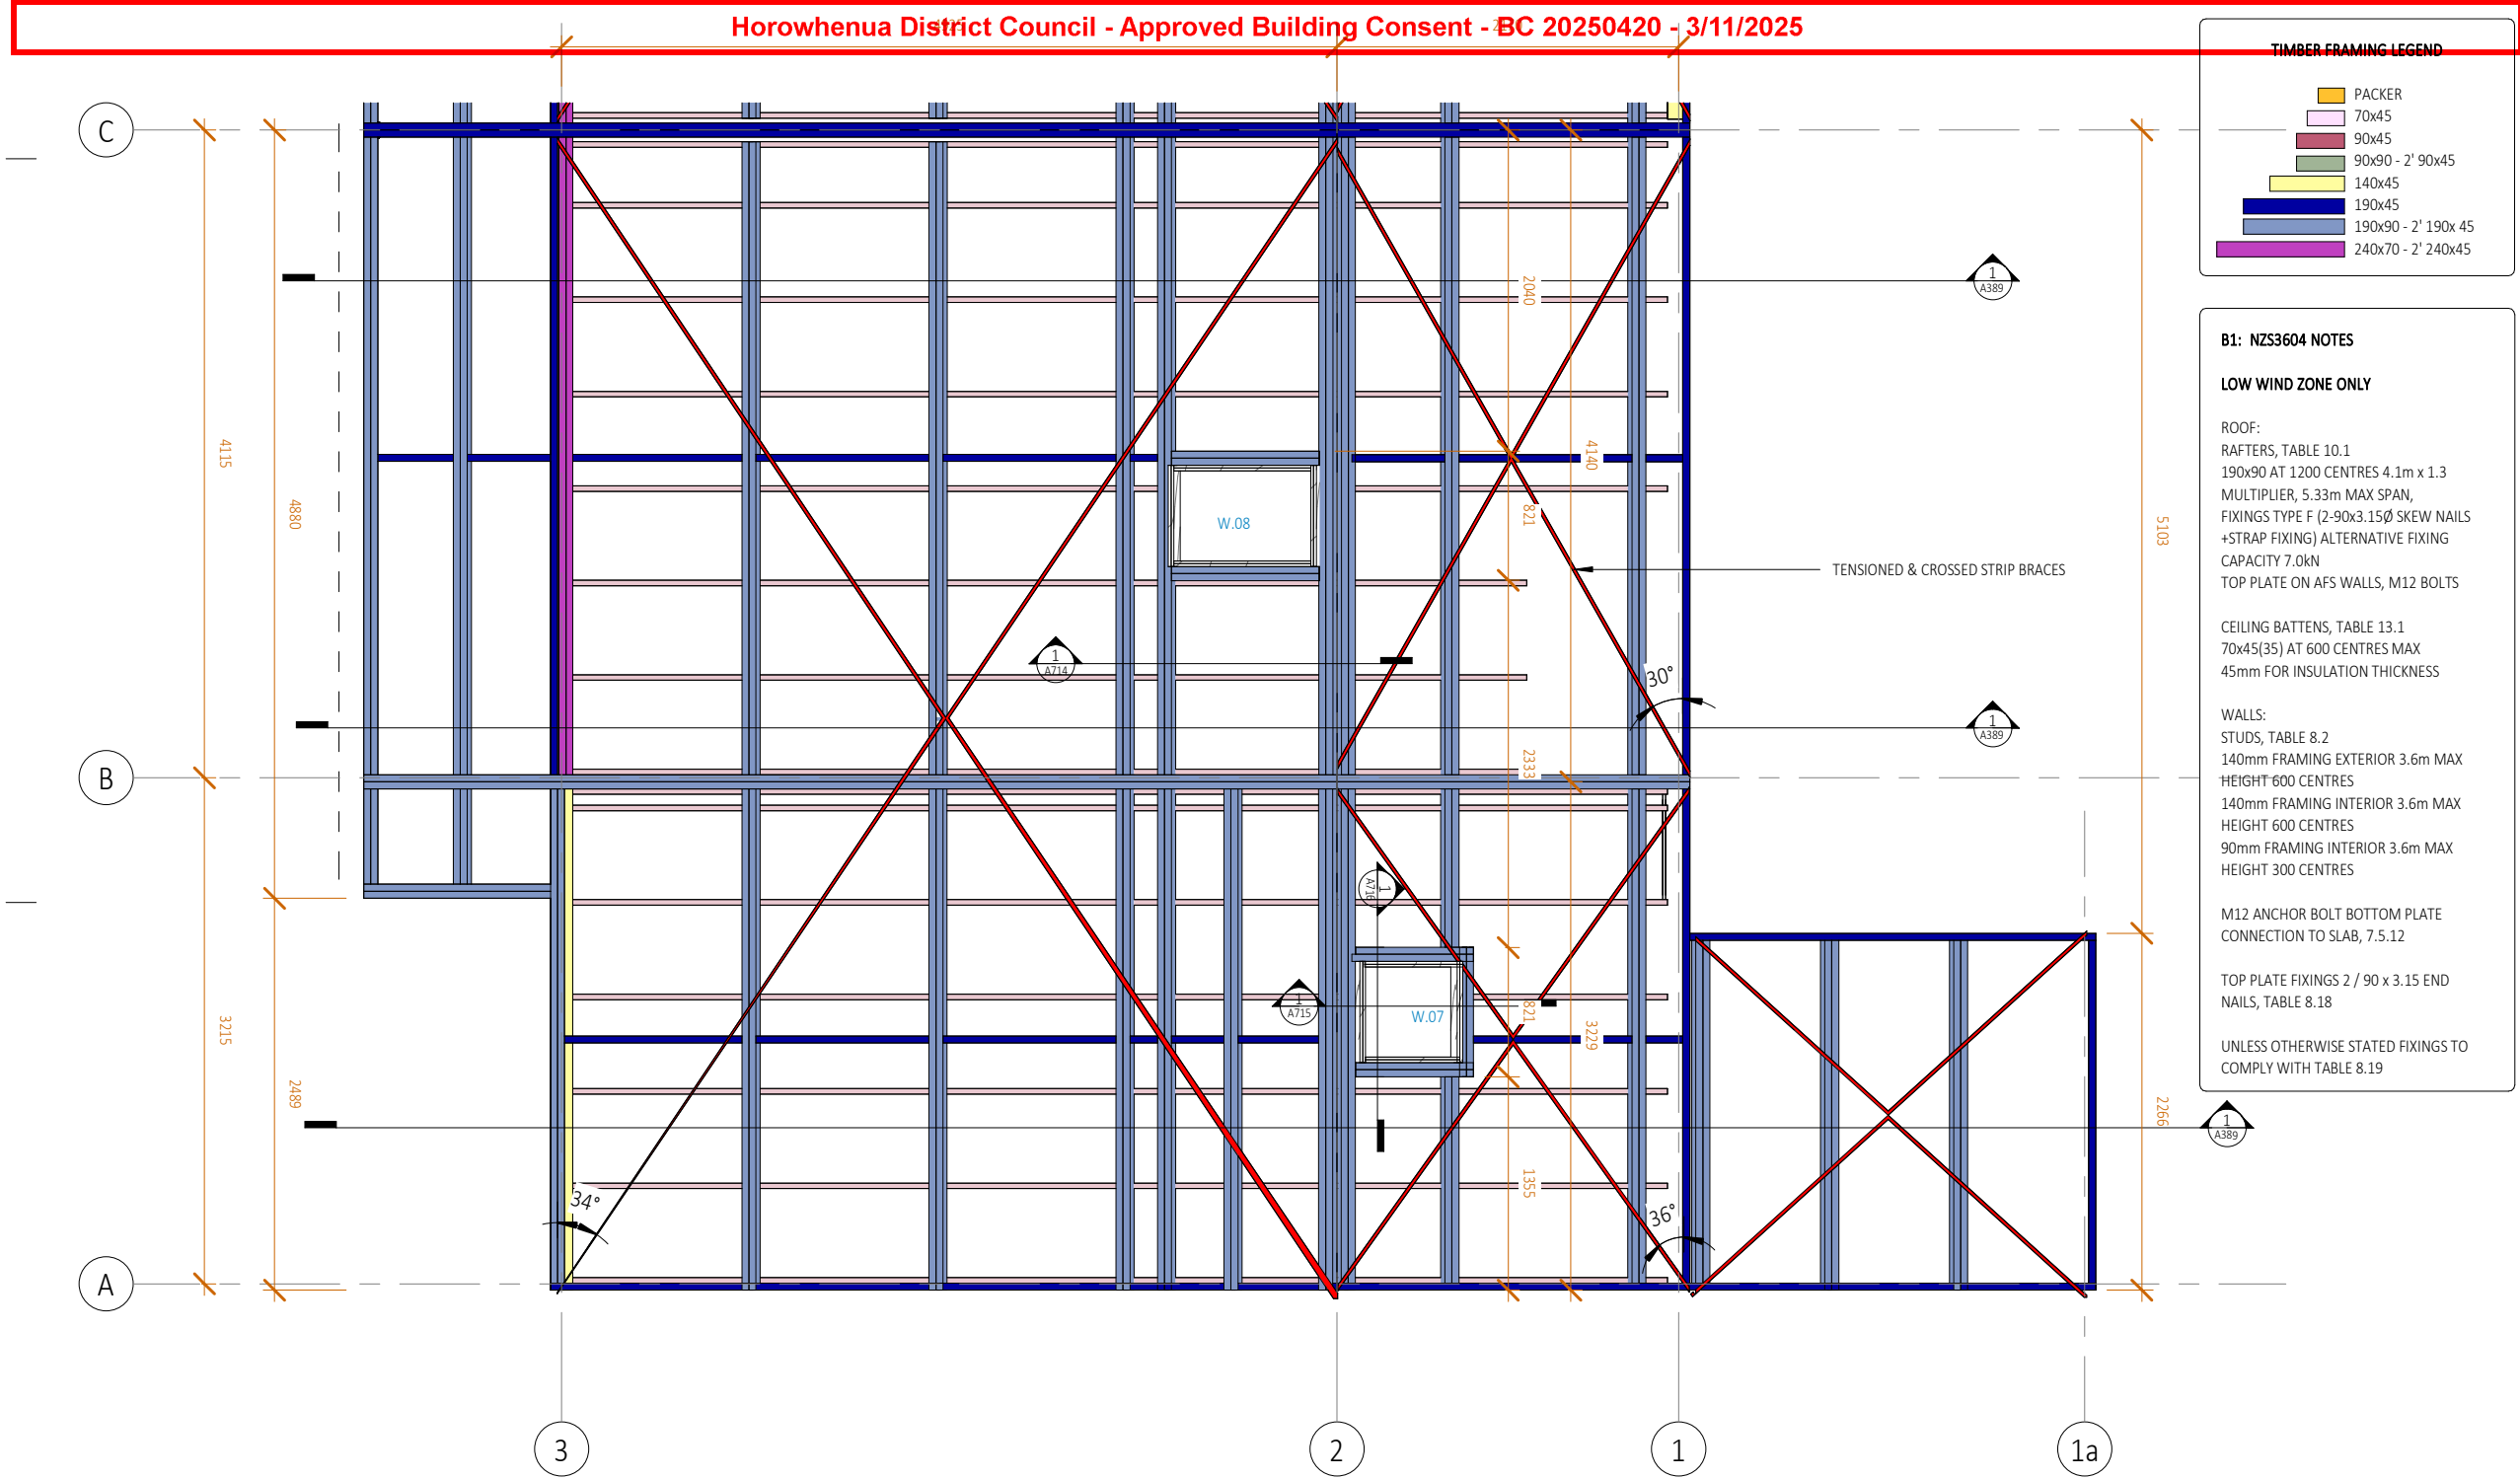 Horowhenua District Council - Approved Building Consent - BC 20250420 - 3/11/2025
TIMBER FRAMING LEGEND
PACKER
70x45
90x45
90x90 - 2' 90x45
140x45
190x45
190x90 - 2' 190x 45
240x70 - 2' 240x45
B1: NZS3604 NOTES
LOW WIND ZONE ONLY
ROOF:
RAFTERS, TABLE 10.1
190x90 AT 1200 CENTRES 4.1m x 1.3
MULTIPLIER, 5.33m MAX SPAN,
FIXINGS TYPE F (2-90x3.15Ø SKEW NAILS
+STRAP FIXING) ALTERNATIVE FIXING
CAPACITY 7.0kN
TOP PLATE ON AFS WALLS, M12 BOLTS
CEILING BATTENS, TABLE 13.1
70x45(35) AT 600 CENTRES MAX
45mm FOR INSULATION THICKNESS
WALLS:
STUDS, TABLE 8.2
140mm FRAMING EXTERIOR 3.6m MAX
HEIGHT 600 CENTRES
140mm FRAMING INTERIOR 3.6m MAX
HEIGHT 600 CENTRES
90mm FRAMING INTERIOR 3.6m MAX
HEIGHT 300 CENTRES
M12 ANCHOR BOLT BOTTOM PLATE
CONNECTION TO SLAB, 7.5.12
TOP PLATE FIXINGS 2 / 90 x 3.15 END
NAILS, TABLE 8.18
UNLESS OTHERWISE STATED FIXINGS TO
COMPLY WITH TABLE 8.19
C
B
A
3
2
1
1a
4115
3215
4880
2489
2040
821
2333
821
1355
4140
3229
5103
2266
W.08
W.07
TENSIONED & CROSSED STRIP BRACES
30°
34°
36°
1
A389
1
A389
1
A389
1
A714
1
A716
1
A715